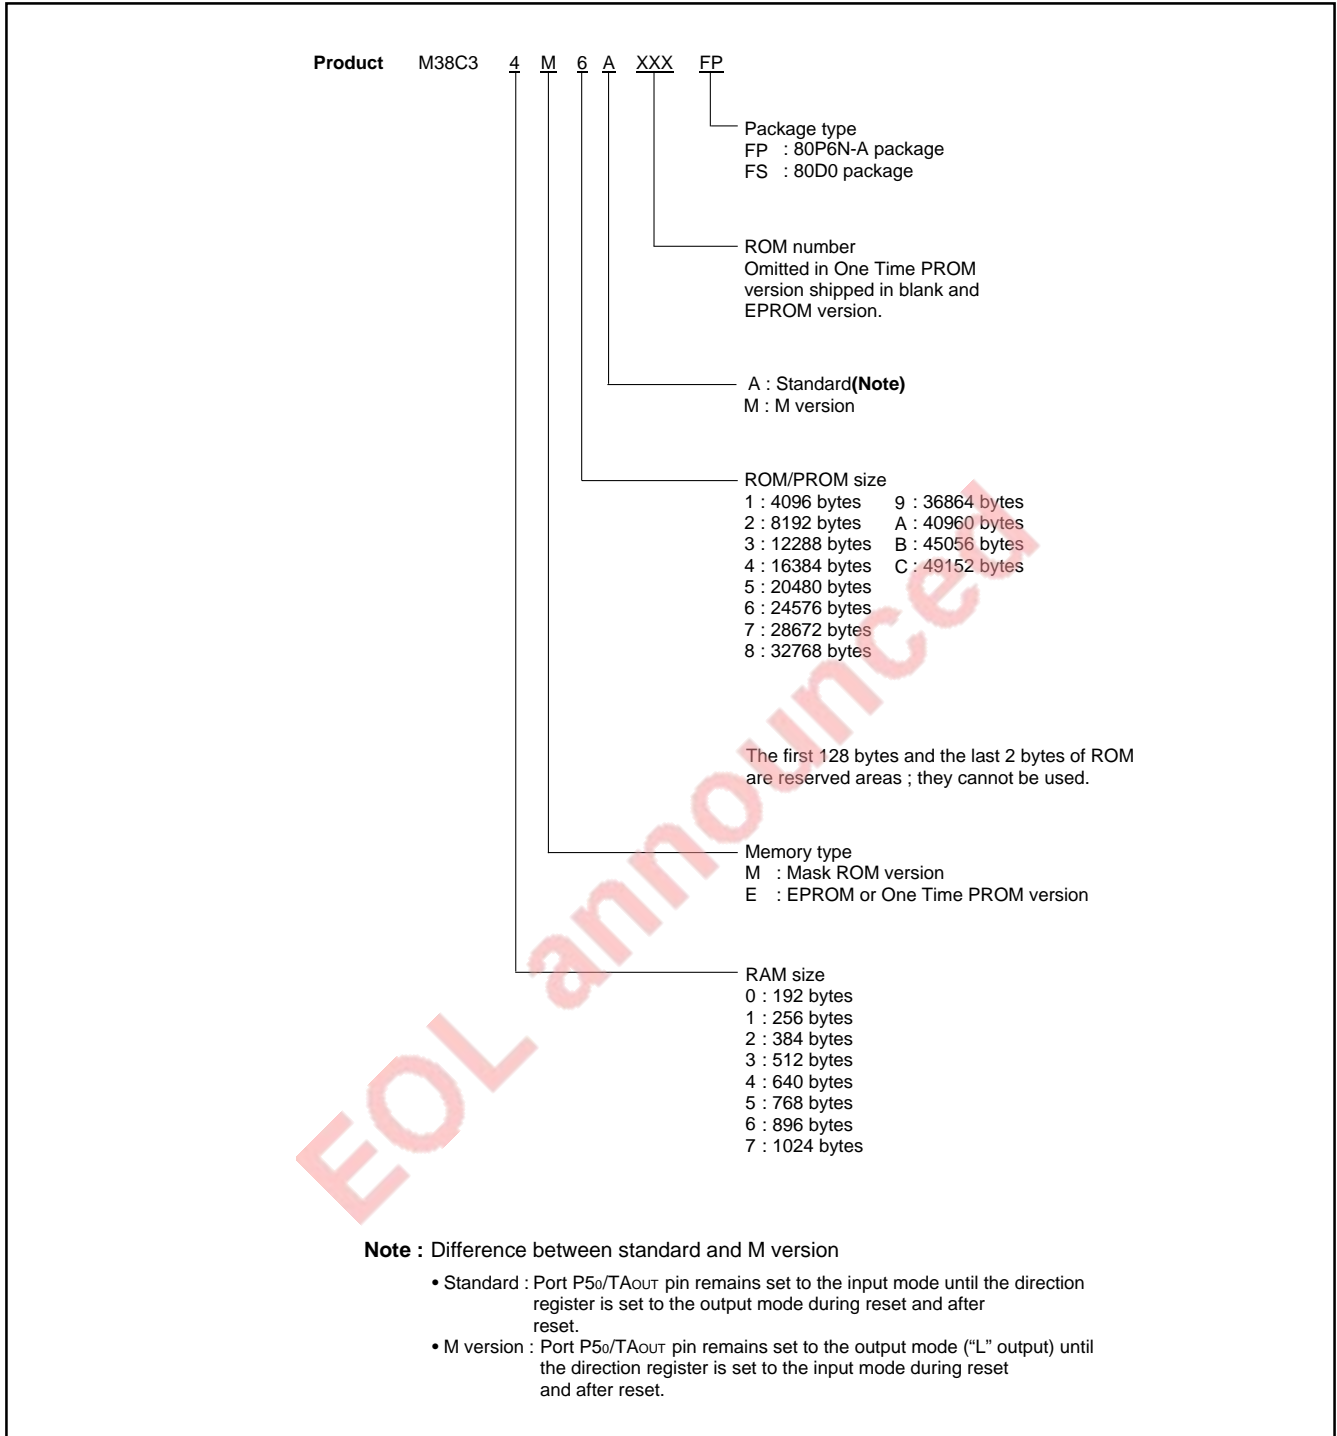 Product M38C3 4 M 6 A XXX FP
Package type
FP : 80P6N-A package
FS : 80D0 package
ROM number
Omitted in One Time PROM
version shipped in blank and
EPROM version.
A : Standard(Note)
M : M version
ROM/PROM size
1 : 4096 bytes 9 : 36864 bytes
2 : 8192 bytes A : 40960 bytes
3 : 12288 bytes B : 45056 bytes
4 : 16384 bytes C : 49152 bytes
5 : 20480 bytes
6 : 24576 bytes
7 : 28672 bytes
8 : 32768 bytes
The first 128 bytes and the last 2 bytes of ROM
are reserved areas ; they cannot be used.
Memory type
M : Mask ROM version
E : EPROM or One Time PROM version
RAM size
0 : 192 bytes
1 : 256 bytes
2 : 384 bytes
3 : 512 bytes
4 : 640 bytes
5 : 768 bytes
6 : 896 bytes
7 : 1024 bytes
EOL announced
Note : Difference between standard and M version
• Standard : Port P50/TAOUT pin remains set to the input mode until the direction
register is set to the output mode during reset and after
reset.
• M version : Port P50/TAOUT pin remains set to the output mode (“L” output) until
the direction register is set to the input mode during reset
and after reset.